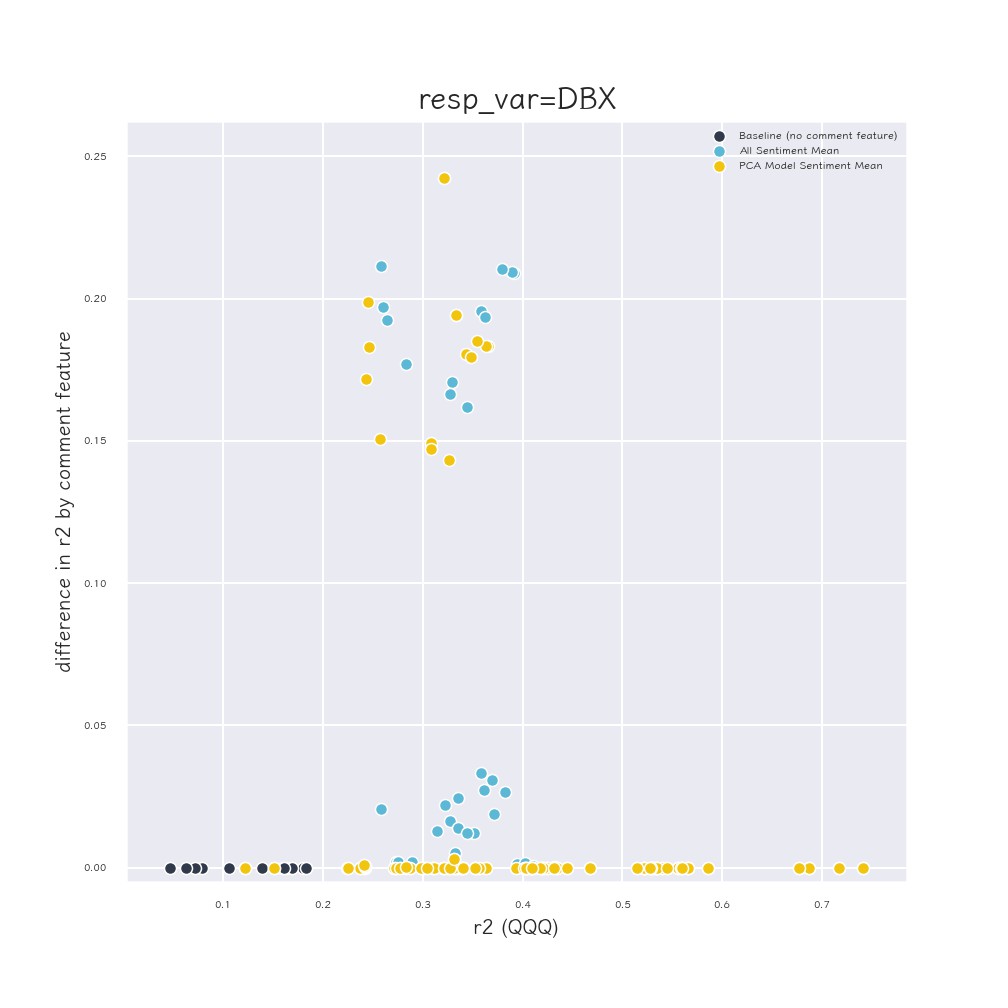 resp_var=DBX
Baseline (no comment feature)
All Sentiment Mean
PCA Model Sentiment Mean
difference in r2 by comment feature
0.25
0.20
0.15
0.10
0.05
0.00
0.1 0.2 0.3 0.4 0.5 0.6 0.7
r2 (QQQ)